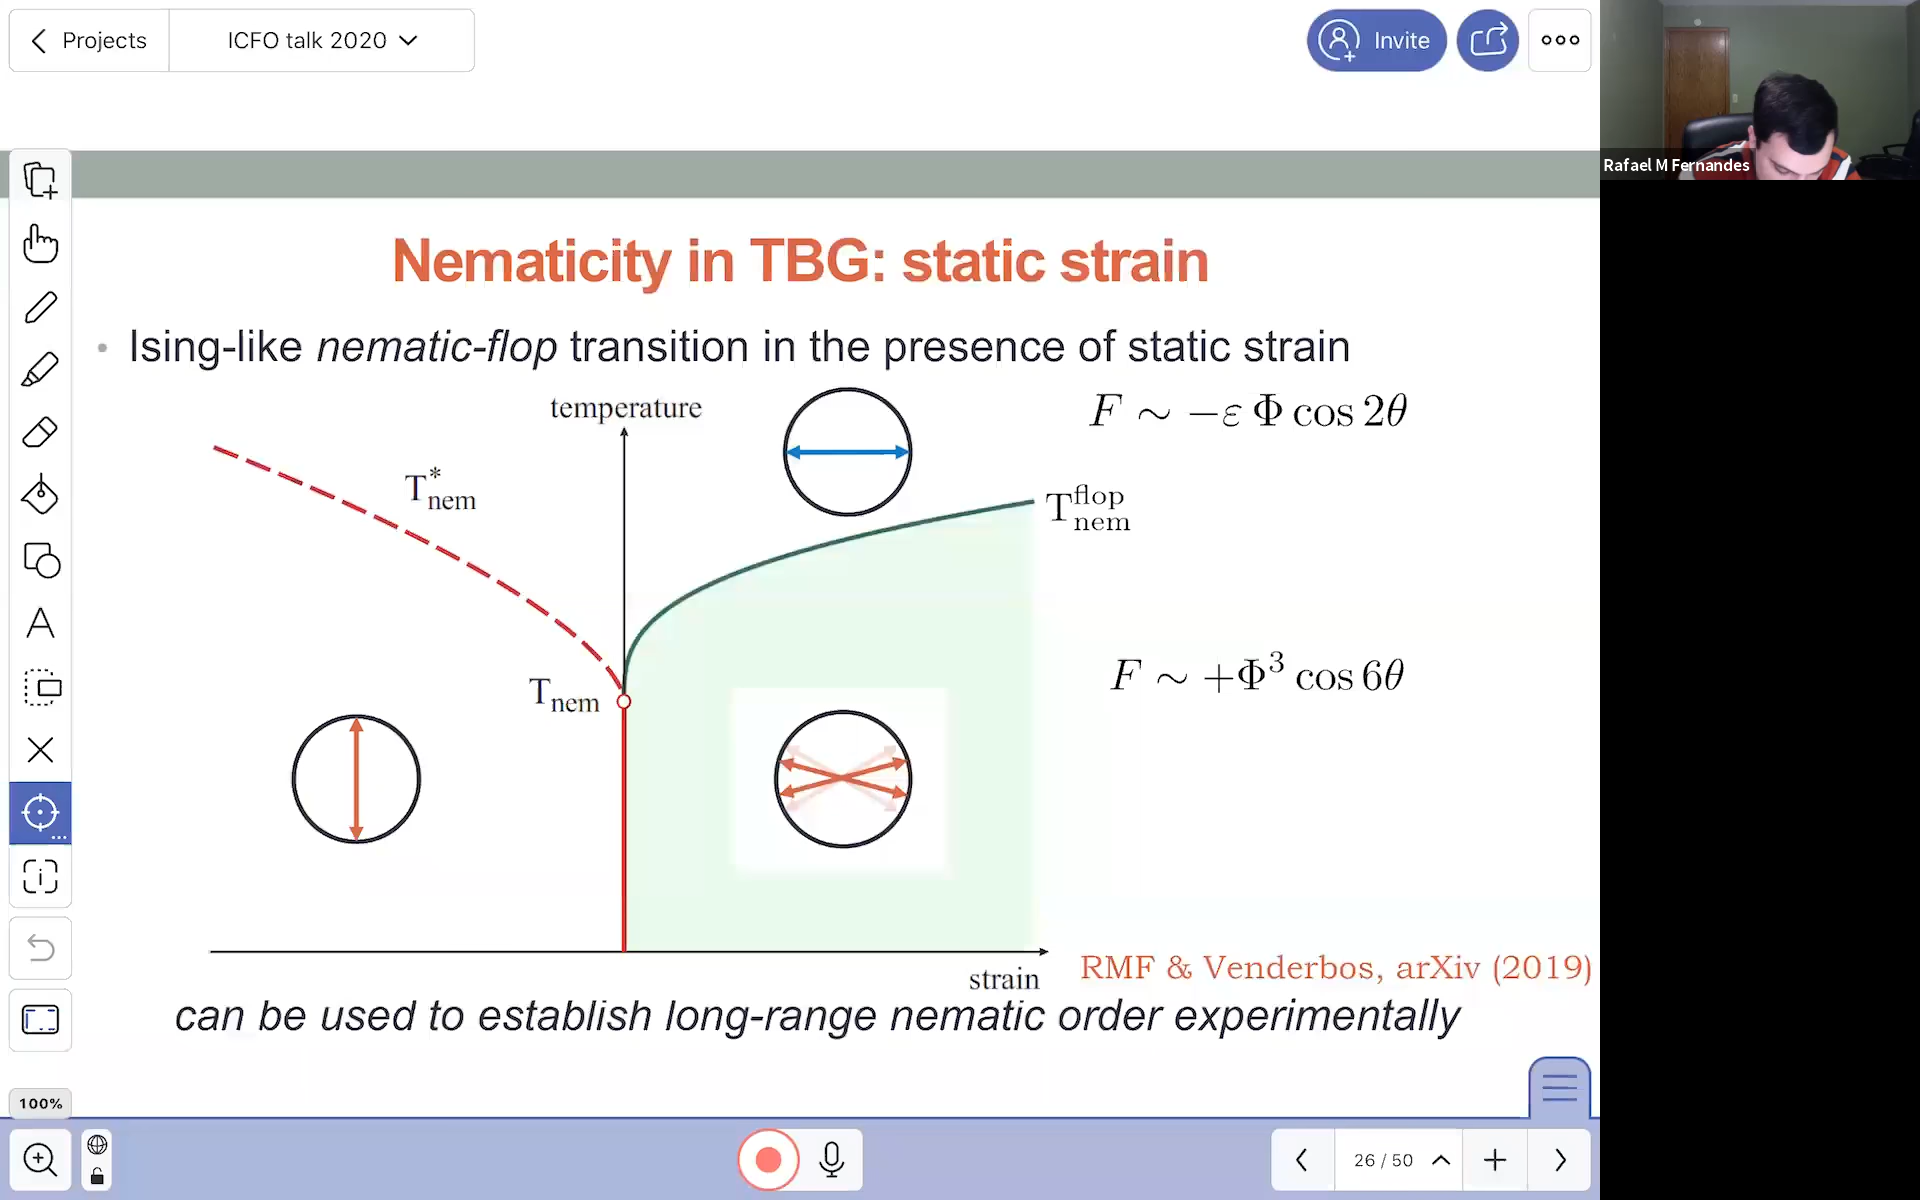 Projects
ICFO talk 2020
Invite
Rafael M Fernandes
Nematicity in TBG: static strain
• Ising-like nematic-flop transition in the presence of static strain
temperature
F ∼ −ε Φ cos 2θ
T*nem
T^flop_nem
Tnem
F ∼ +Φ³ cos 6θ
strain
RMF & Venderbos, arXiv (2019)
can be used to establish long-range nematic order experimentally
100%
26 / 50